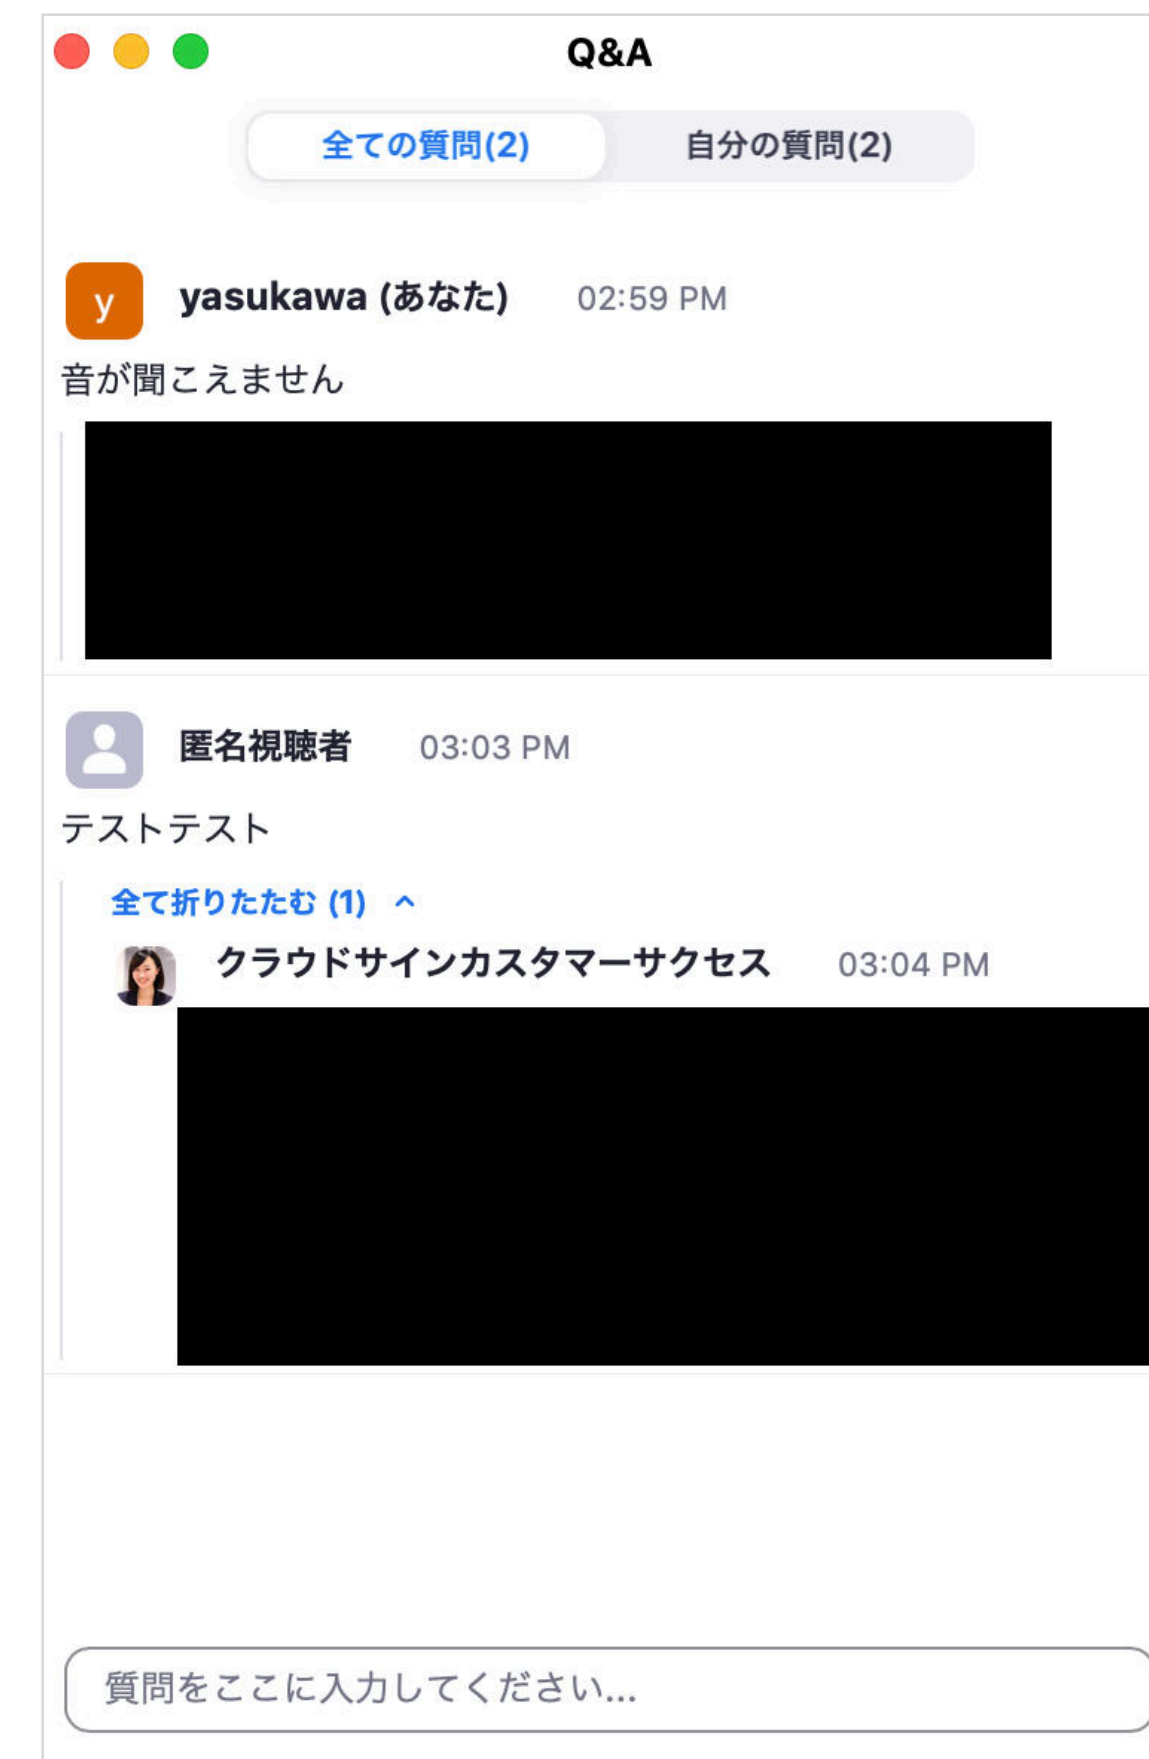 Q&A
全ての質問(2) 自分の質問(2)
y yasukawa (あなた) 02:59 PM
音が聞こえません
匿名視聴者 03:03 PM
テストテスト
全て折りたたむ (1)
クラウドサインカスタマーサクセス 03:04 PM
質問をここに入力してください...